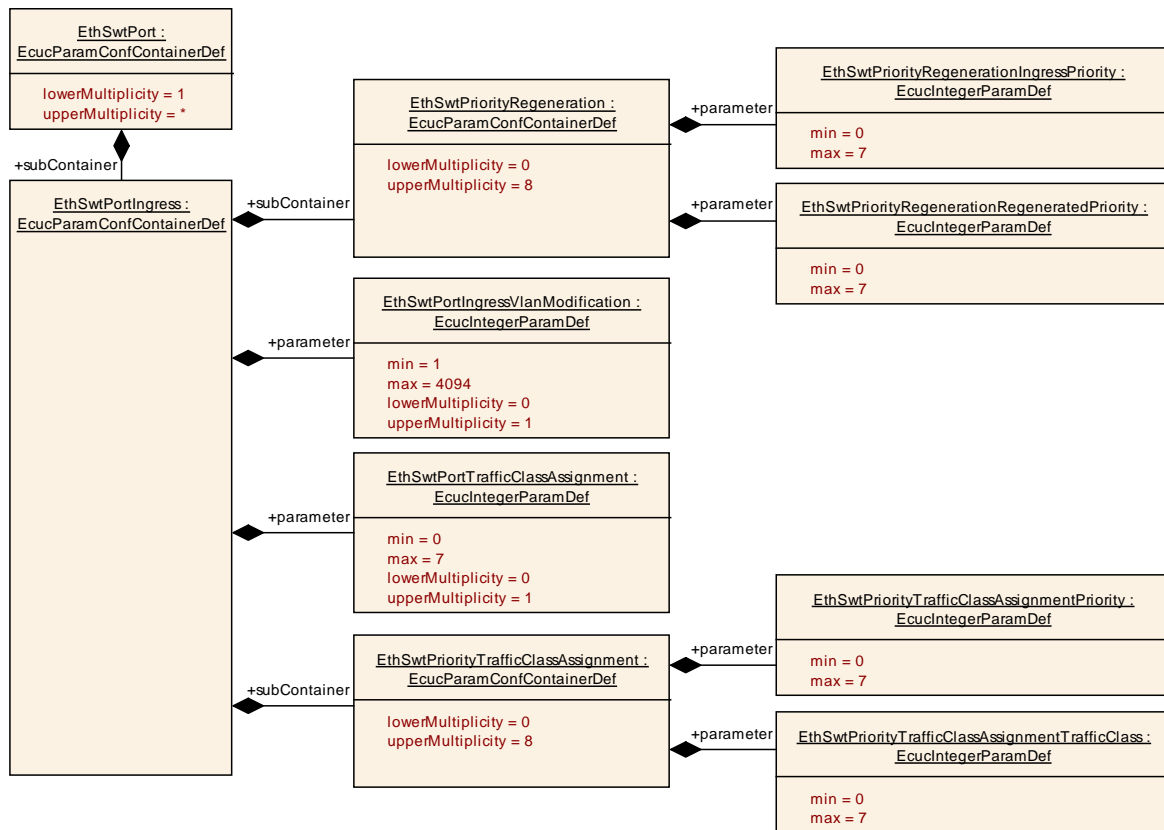 EthSwtPort :
EcucParamConfContainerDef
lowerMultiplicity = 1
upperMultiplicity = *
+subContainer
EthSwtPortIngress:
EcucParamConfContainerDef
+subContainer
EthSwtPriorityRegeneration :
EcucParamConfContainerDef
lowerMultiplicity = 0
upperMultiplicity = 8
+parameter
EthSwtPriorityRegenerationIngressPriority :
EcucIntegerParamDef
min = 0
max = 7
+parameter
EthSwtPriorityRegenerationRegeneratedPriority :
EcucIntegerParamDef
min = 0
max = 7
+parameter
EthSwtPortIngressVlanModification :
EcucIntegerParamDef
min = 1
max = 4094
lowerMultiplicity = 0
upperMultiplicity = 1
+parameter
EthSwtPortTrafficClassAssignment :
EcucIntegerParamDef
min = 0
max = 7
lowerMultiplicity = 0
upperMultiplicity = 1
+subContainer
EthSwtPriorityTrafficClassAssignment :
EcucParamConfContainerDef
lowerMultiplicity = 0
upperMultiplicity = 8
+parameter
EthSwtPriorityTrafficClassAssignmentPriority :
EcucIntegerParamDef
min = 0
max = 7
+parameter
EthSwtPriorityTrafficClassAssignmentTrafficClass :
EcucIntegerParamDef
min = 0
max = 7